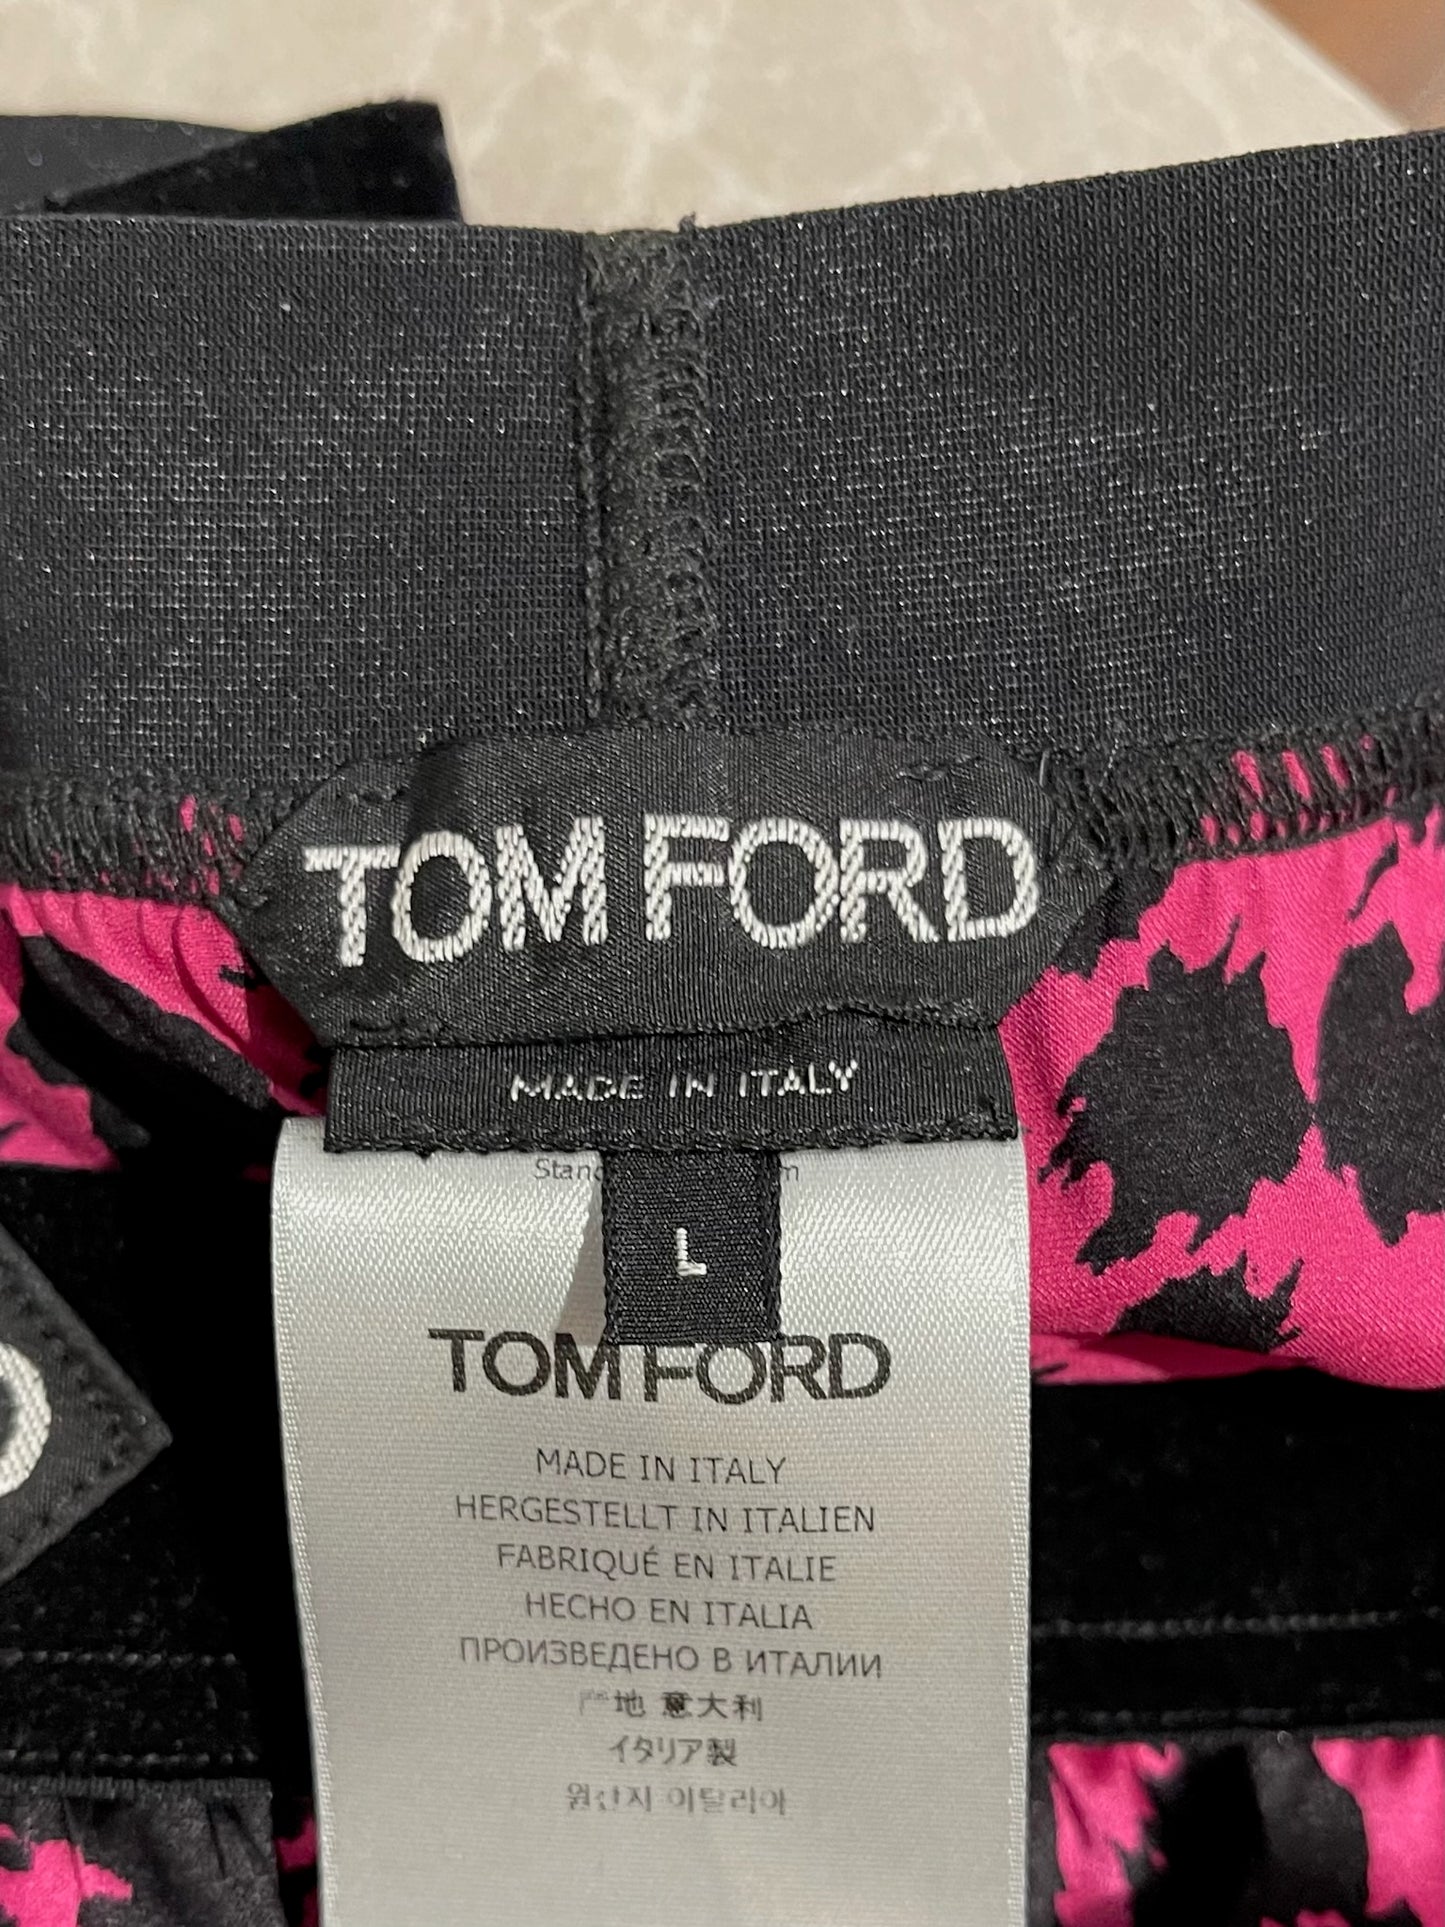 TOM FORD
MADE IN ITALY
L
TOM FORD
MADE IN ITALY
HERGESTELLT IN ITALIEN
FABRIQUÉ EN ITALIE
HECHO EN ITALIA
ПРОИЗВЕДЕНО В ИТАЛИИ
产地 意大利
イタリア製
원산지 이탈리아